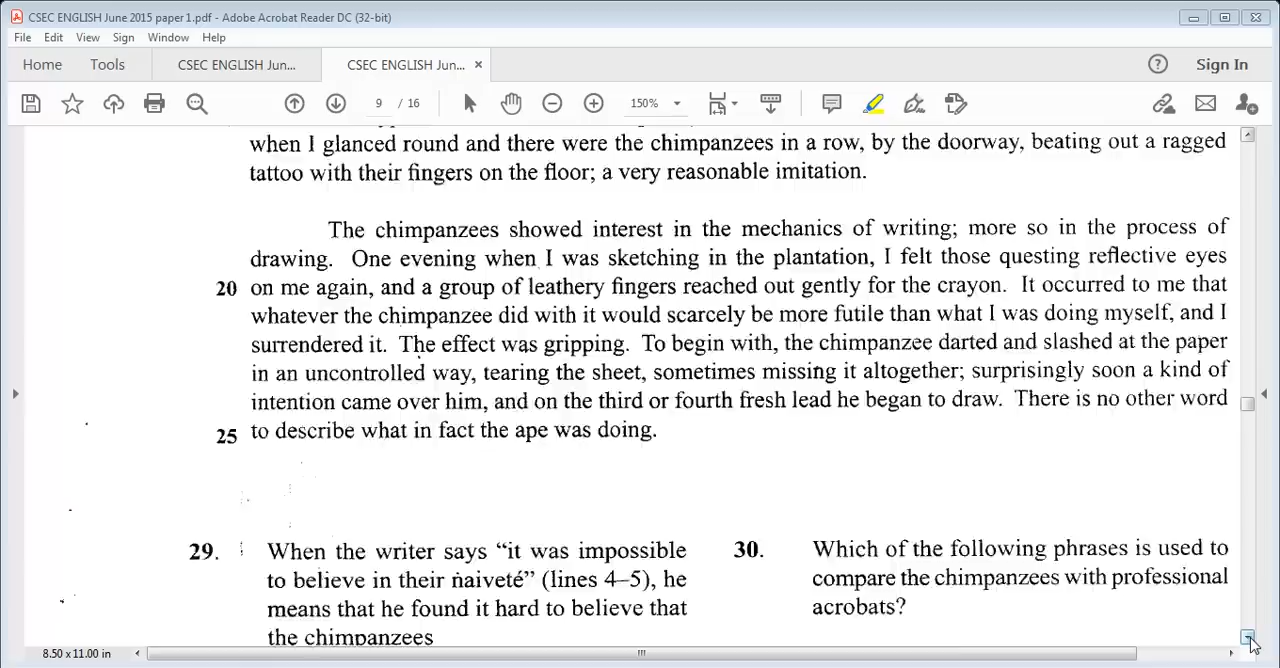 CSEC ENGLISH June 2015 paper 1.pdf - Adobe Acrobat Reader DC (32-bit)
File Edit View Sign Window Help
Home Tools CSEC ENGLISH Jun... CSEC ENGLISH Jun... × Sign In
9 / 16 150%
when I glanced round and there were the chimpanzees in a row, by the doorway, beating out a ragged
tattoo with their fingers on the floor; a very reasonable imitation.
The chimpanzees showed interest in the mechanics of writing; more so in the process of
drawing. One evening when I was sketching in the plantation, I felt those questing reflective eyes
20 on me again, and a group of leathery fingers reached out gently for the crayon. It occurred to me that
whatever the chimpanzee did with it would scarcely be more futile than what I was doing myself, and I
surrendered it. The effect was gripping. To begin with, the chimpanzee darted and slashed at the paper
in an uncontrolled way, tearing the sheet, sometimes missing it altogether; surprisingly soon a kind of
intention came over him, and on the third or fourth fresh lead he began to draw. There is no other word
25 to describe what in fact the ape was doing.
29. When the writer says “it was impossible
to believe in their naiveté” (lines 4–5), he
means that he found it hard to believe that
the chimpanzees
30. Which of the following phrases is used to
compare the chimpanzees with professional
acrobats?
8.50 x 11.00 in